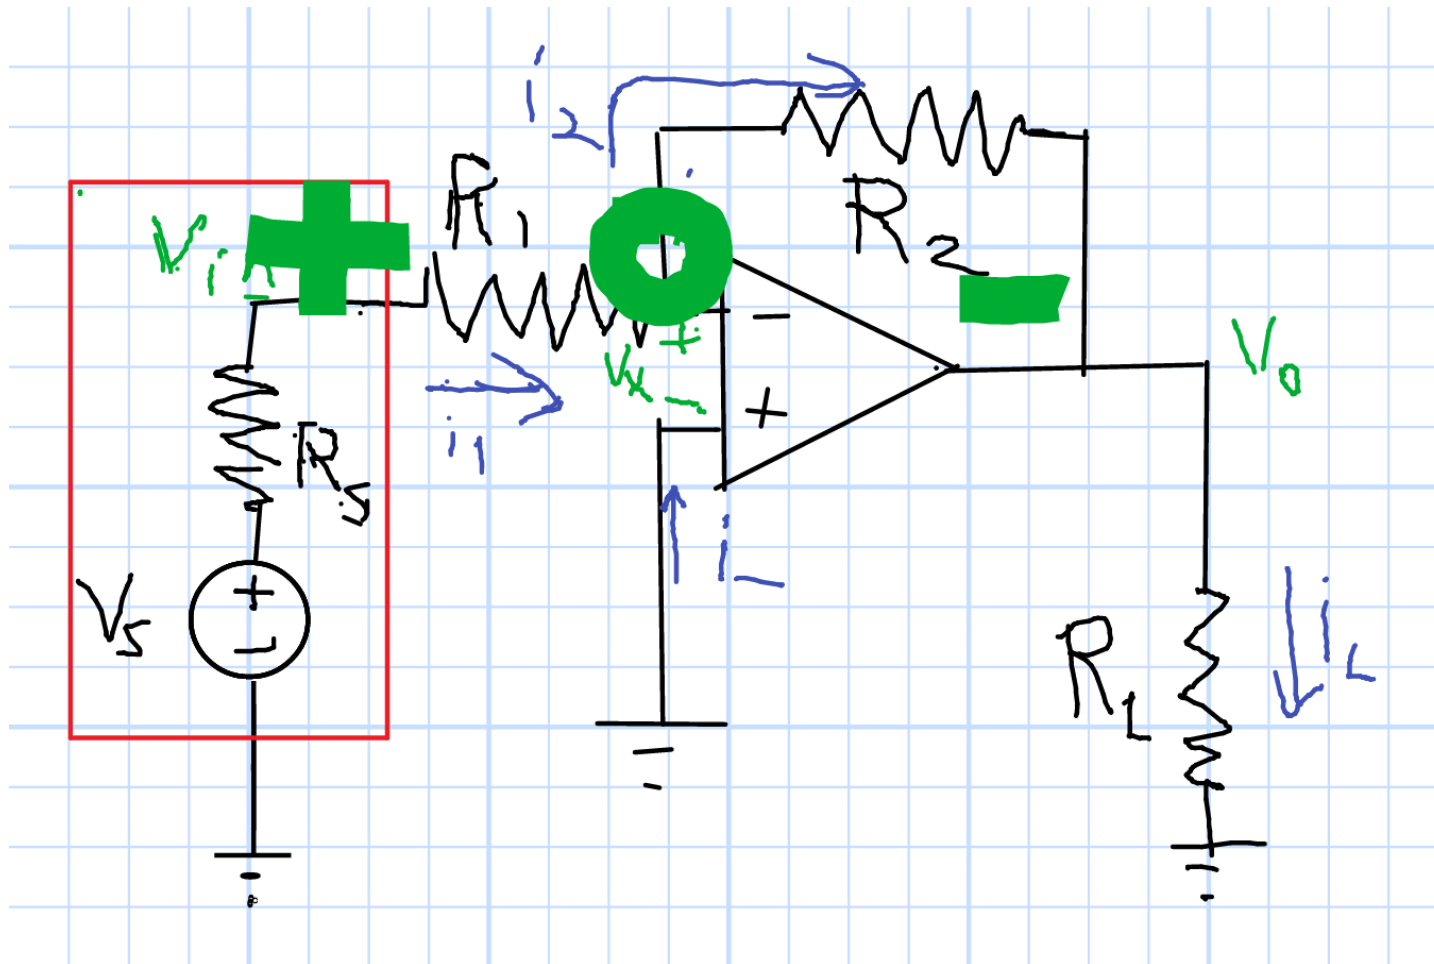 i2
R1
Vin
R2
Vx
+
-
-
+
i1
Vo
RS
i-
VS
+
-
RL
iL